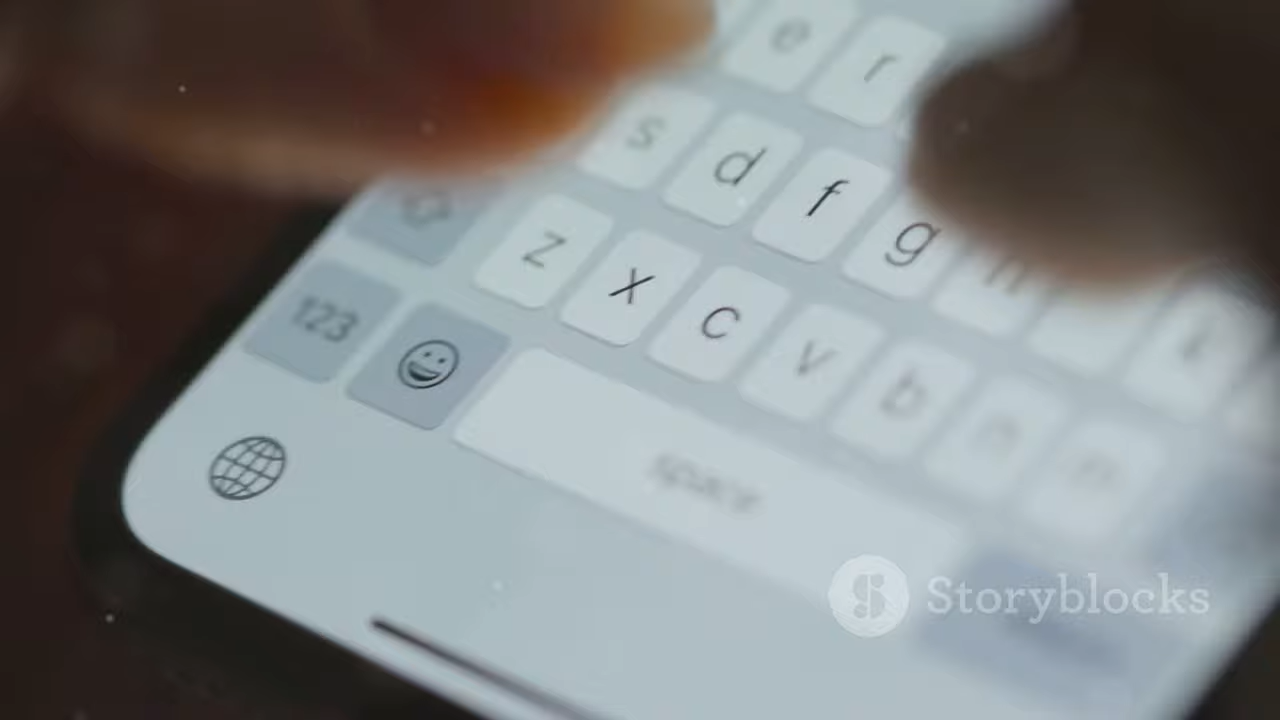 e r
s d f g h k
z x c v b n m
123
space
Storyblocks